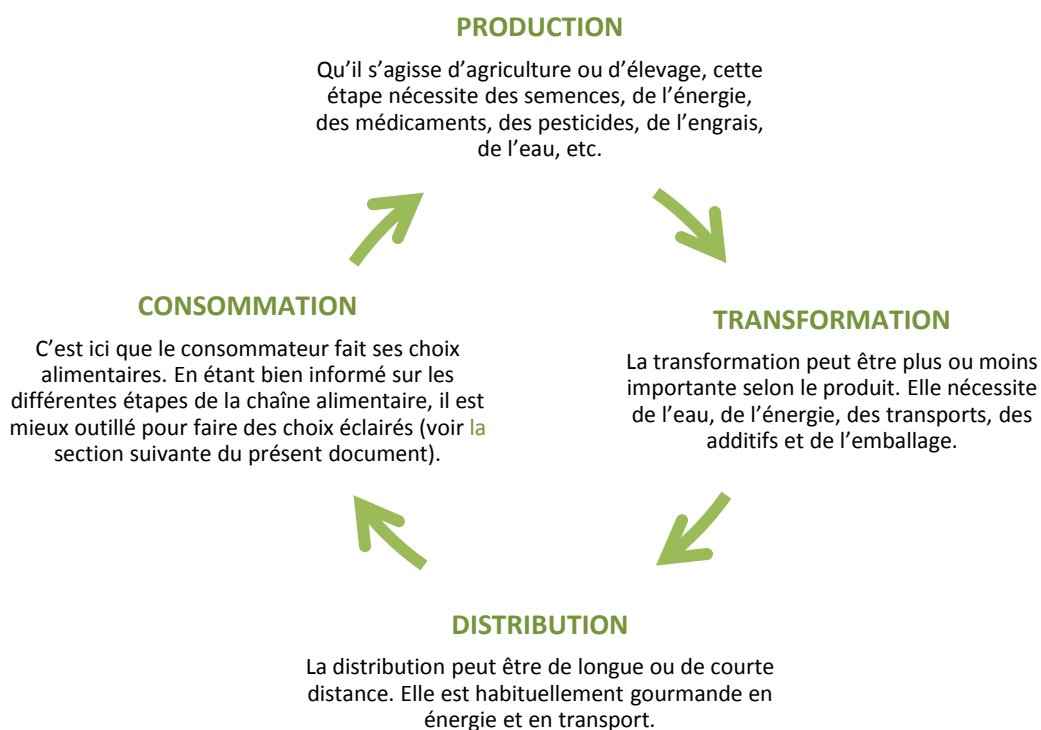 PRODUCTION
Qu’il s’agisse d’agriculture ou d’élevage, cette
étape nécessite des semences, de l’énergie,
des médicaments, des pesticides, de l’engrais,
de l’eau, etc.
CONSOMMATION
C’est ici que le consommateur fait ses choix
alimentaires. En étant bien informé sur les
différentes étapes de la chaîne alimentaire, il est
mieux outillé pour faire des choix éclairés (voir la
section suivante du présent document).
TRANSFORMATION
La transformation peut être plus ou moins
importante selon le produit. Elle nécessite
de l’eau, de l’énergie, des transports, des
additifs et de l’emballage.
DISTRIBUTION
La distribution peut être de longue ou de courte
distance. Elle est habituellement gourmande en
énergie et en transport.